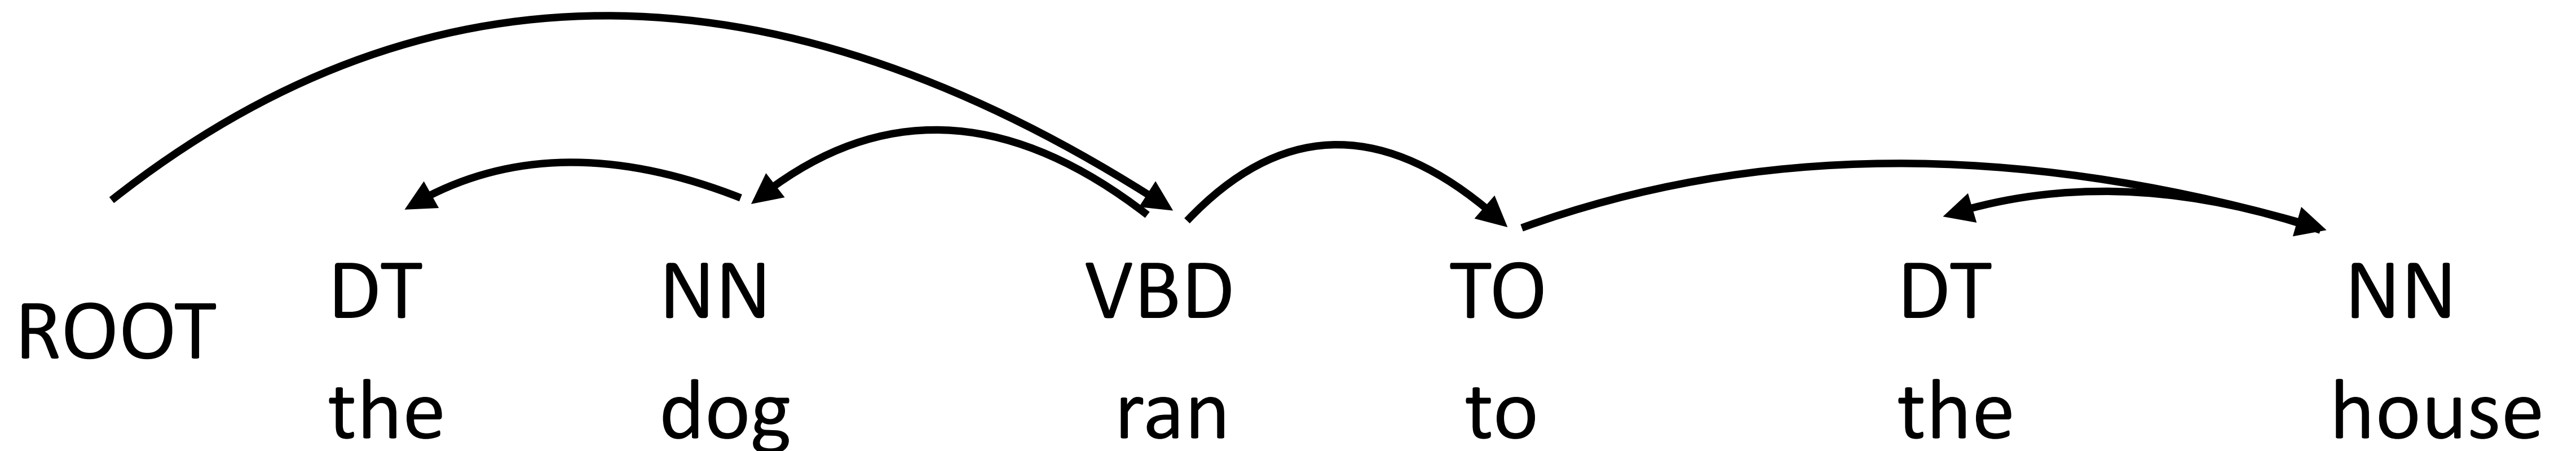 ROOT DT NN VBD TO DT NN
the dog ran to the house